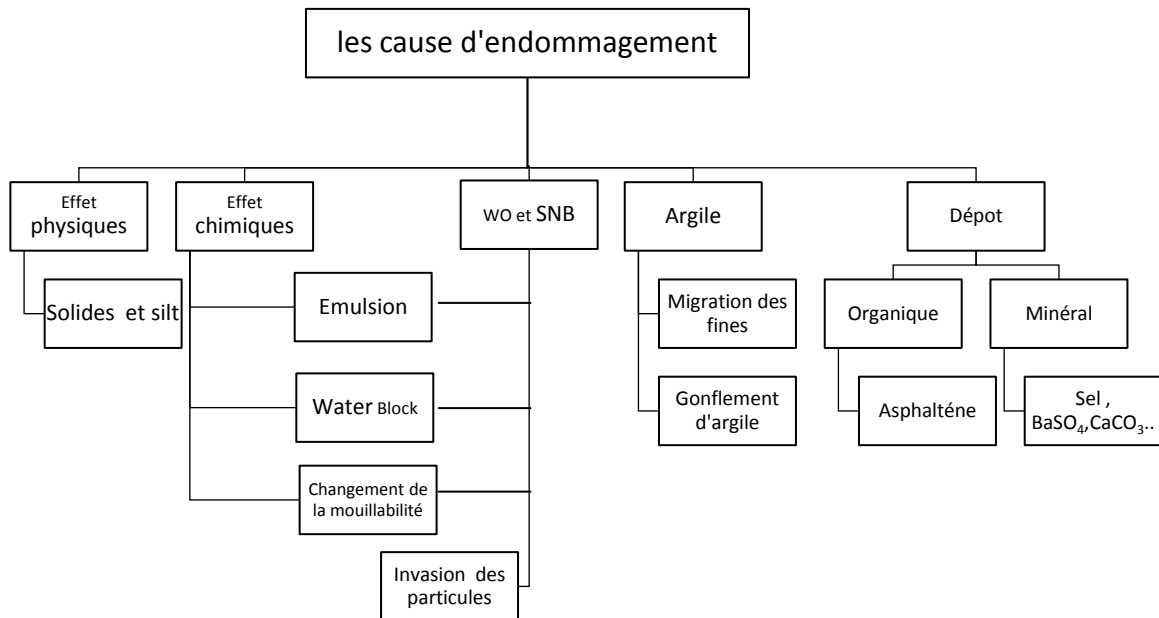 les cause d'endommagement
Effet
physiques
Effet
chimiques
WO et SNB
Argile
Dépot
Solides et silt
Emulsion
Migration des
fines
Organique
Minéral
Water Block
Gonflement
d'argile
Asphalténe
Sel ,
BaSO₄,CaCO₃..
Changement de
la mouillabilité
Invasion des
particules